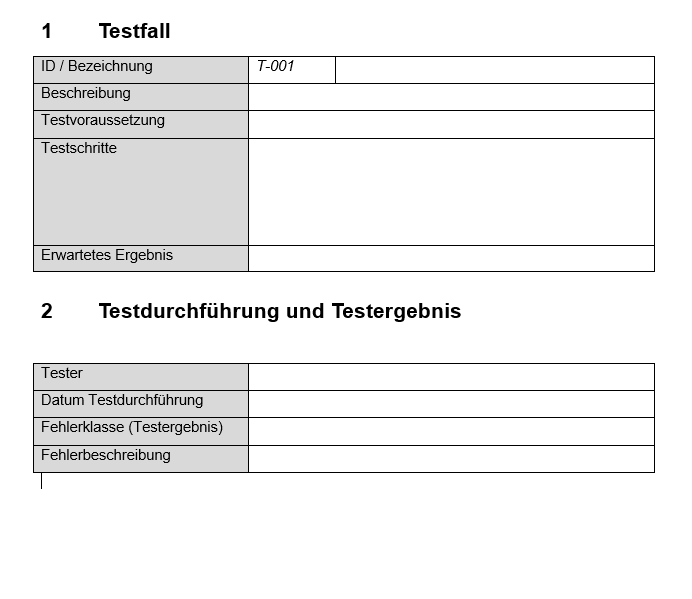 1 Testfall
ID / Bezeichnung T-001
Beschreibung
Testvoraussetzung
Testschritte
Erwartetes Ergebnis
2 Testdurchführung und Testergebnis
Tester
Datum Testdurchführung
Fehlerklasse (Testergebnis)
Fehlerbeschreibung